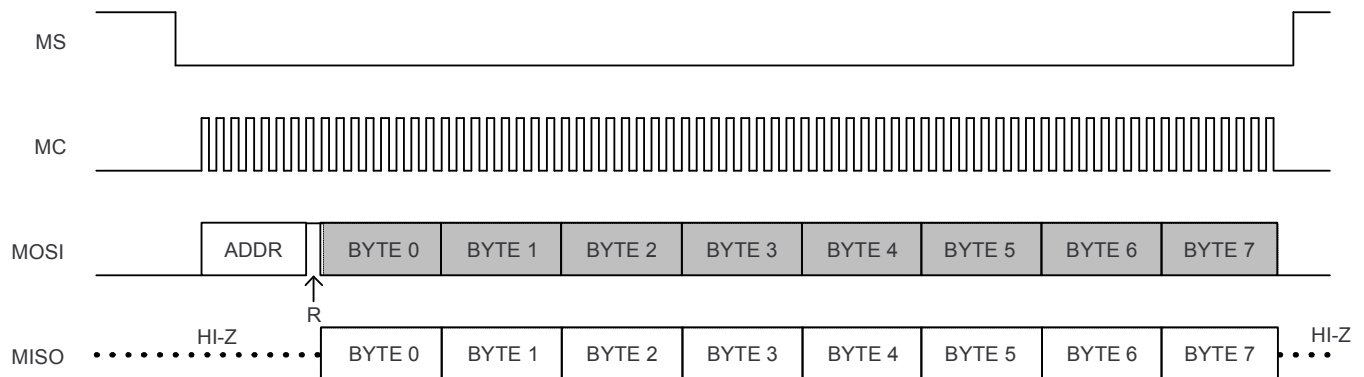 MS
MC
MOSI ADDR BYTE 0 BYTE 1 BYTE 2 BYTE 3 BYTE 4 BYTE 5 BYTE 6 BYTE 7
R
HI-Z HI-Z
MISO BYTE 0 BYTE 1 BYTE 2 BYTE 3 BYTE 4 BYTE 5 BYTE 6 BYTE 7